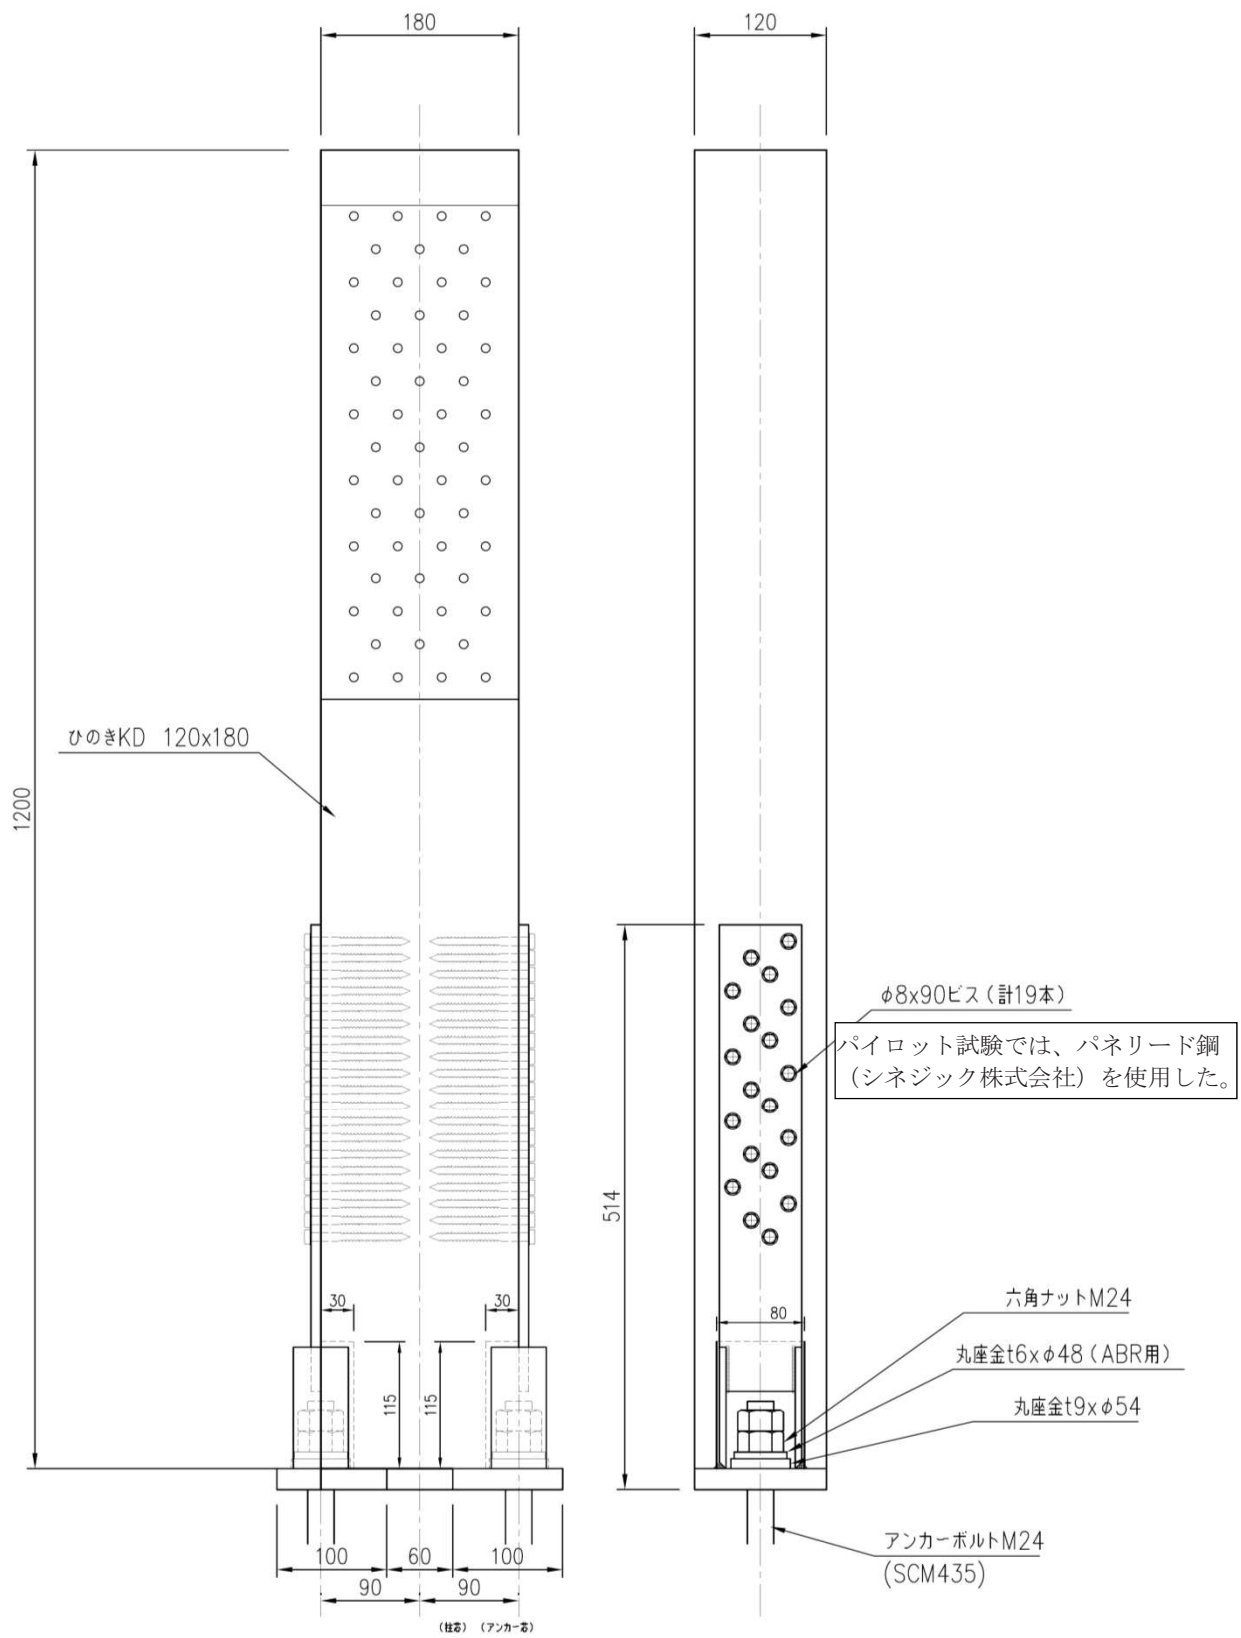 180
120
ひのきKD 120x180
1200
φ8x90ビス(計19本)
パイロット試験では、パネリード鋼
(シネジック株式会社)を使用した。
514
30
30
80
六角ナットM24
丸座金t6xφ48(ABR用)
丸座金t9xφ54
115
115
アンカーボルトM24
(SCM435)
100
60
100
90
90
(柱芯)
(アンカー芯)